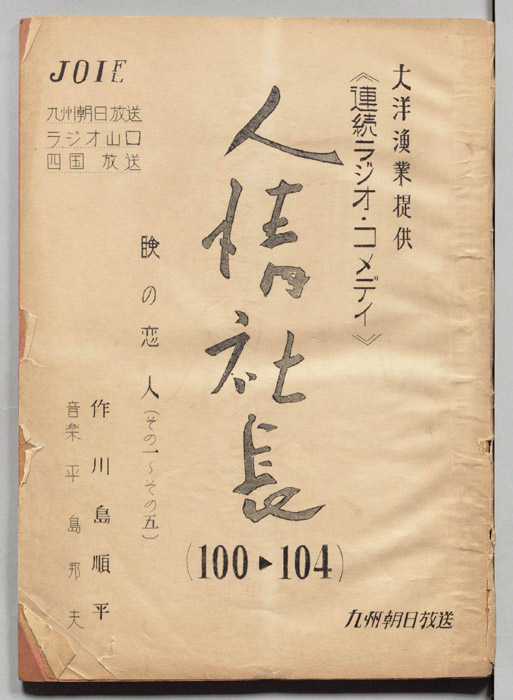 大洋漁業提供
《連続ラジオ・コメディ》
人情社長
(100▶104)
九州朝日放送
JOIF
九州朝日放送
ラジオ山口
四国放送
瞼の恋人(その一〜その五)
作 川島順平
音楽 平島邦夫